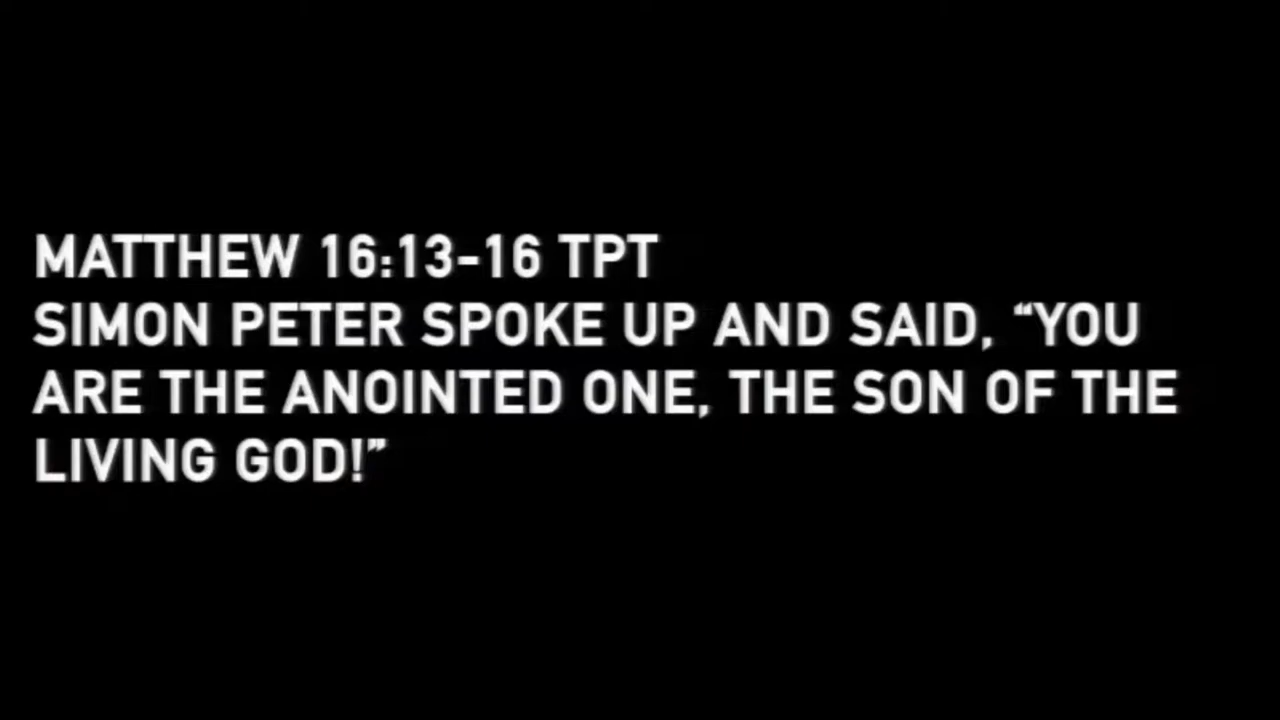 MATTHEW 16:13-16 TPT
SIMON PETER SPOKE UP AND SAID, “YOU
ARE THE ANOINTED ONE, THE SON OF THE
LIVING GOD!”